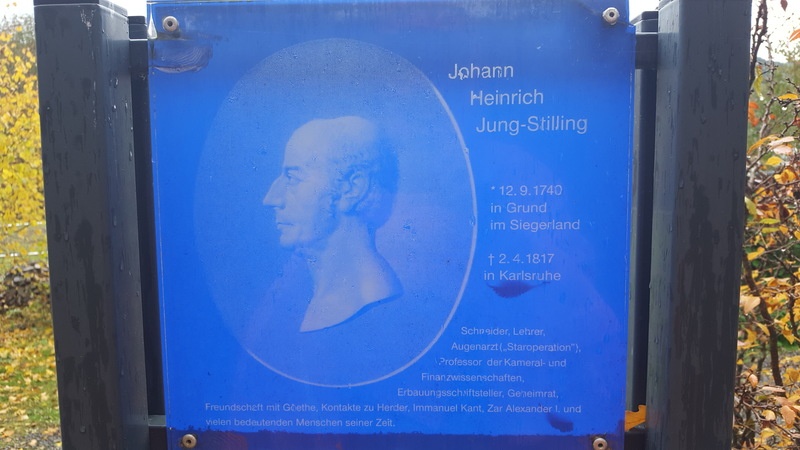 Johann
Heinrich
Jung-Stilling
* 12. 9. 1740
in Grund
im Siegerland
† 2. 4. 1817
in Karlsruhe
Schneider, Lehrer,
Augenarzt („Staroperation"),
Professor der Kameral- und
Finanzwissenschaften,
Erbauungsschriftsteller, Geheimrat,
Freundschaft mit Goethe, Kontakte zu Herder, Immanuel Kant, Zar Alexander I. und
vielen bedeutenden Menschen seiner Zeit.